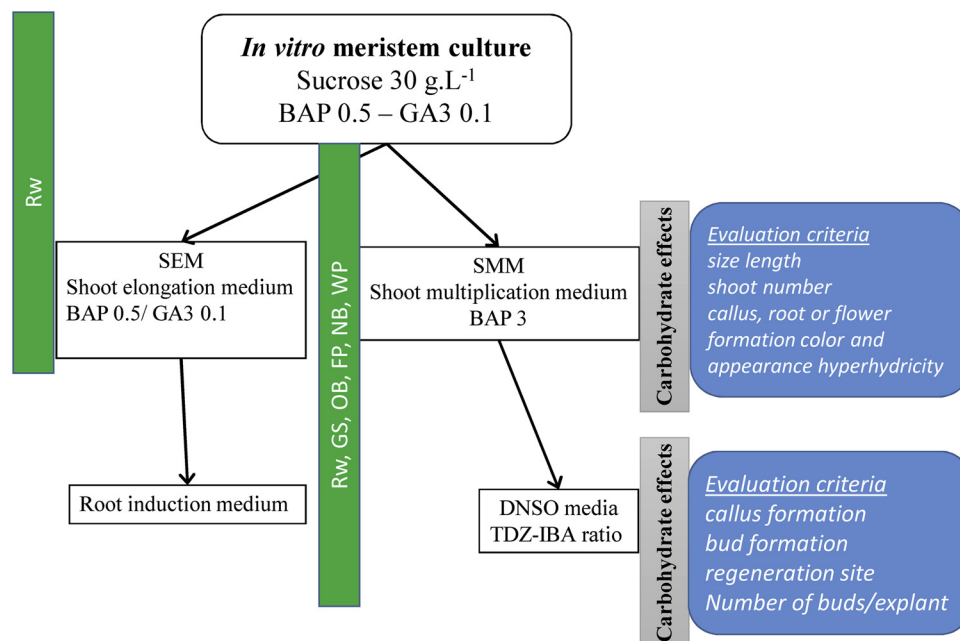 In vitro meristem culture
Sucrose 30 g.L-1
BAP 0.5 – GA3 0.1
Rw
SEM
Shoot elongation medium
BAP 0.5/ GA3 0.1
Rw, GS, OB, FP, NB, WP
SMM
Shoot multiplication medium
BAP 3
Carbohydrate effects
Evaluation criteria
size length
shoot number
callus, root or flower
formation color and
appearance hyperhydricity
Root induction medium
DNSO media
TDZ-IBA ratio
Carbohydrate effects
Evaluation criteria
callus formation
bud formation
regeneration site
Number of buds/explant